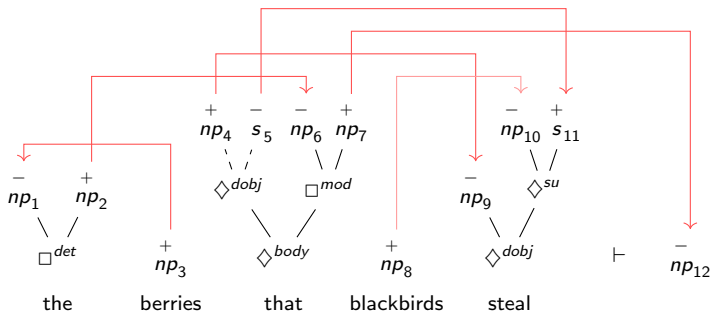 + − − + − +
np₄ s₅ np₆ np₇ np₁₀ s₁₁
− + ◇dobj □mod − ◇su
np₁ np₂ np₉
□det + ◇body + ◇dobj ⊢ −
np₃ np₈ np₁₂
the berries that blackbirds steal